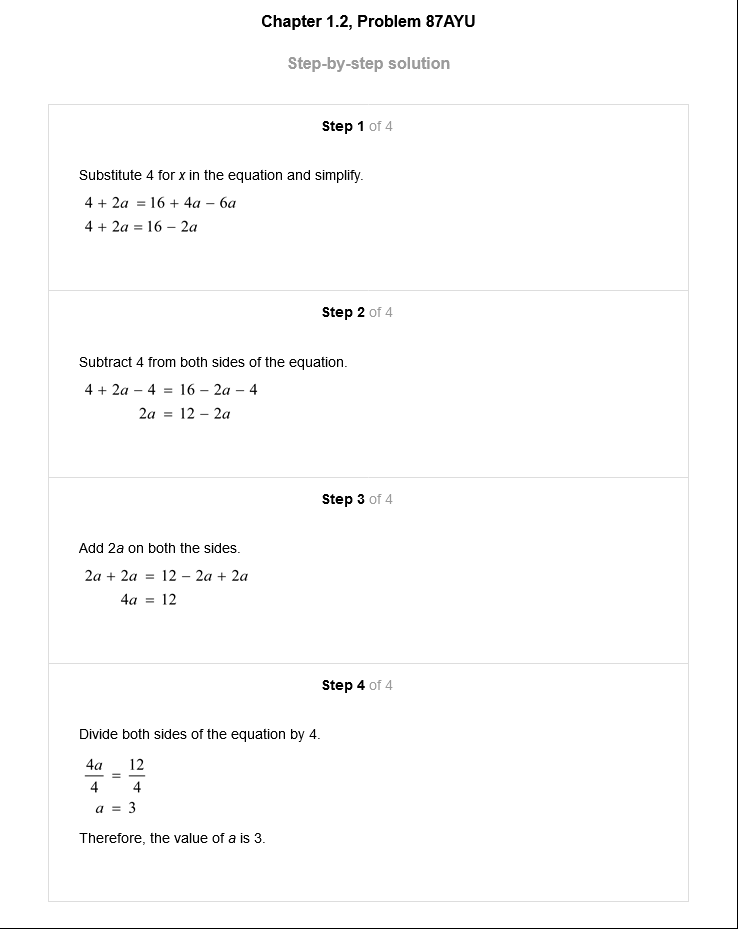 Chapter 1.2, Problem 87AYU
Step-by-step solution
Step 1 of 4
Substitute 4 for x in the equation and simplify.
4 + 2a = 16 + 4a − 6a
4 + 2a = 16 − 2a
Step 2 of 4
Subtract 4 from both sides of the equation.
4 + 2a − 4 = 16 − 2a − 4
2a = 12 − 2a
Step 3 of 4
Add 2a on both the sides.
2a + 2a = 12 − 2a + 2a
4a = 12
Step 4 of 4
Divide both sides of the equation by 4.
4a/4 = 12/4
a = 3
Therefore, the value of a is 3.